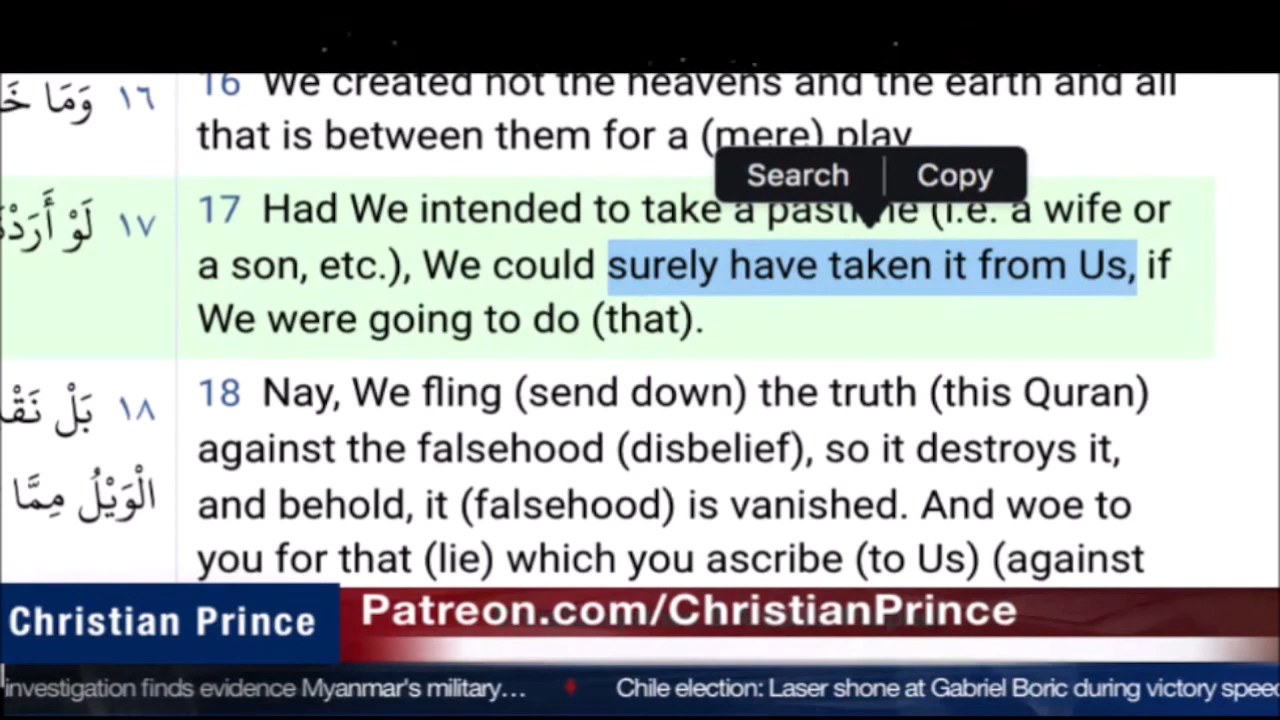 وَمَا خَ ١٦
16 We created not the heavens and the earth and all
that is between them for a (mere) play
Search Copy
لَوْ أَرَدْنَ ١٧
17 Had We intended to take a pastime (i.e. a wife or
a son, etc.), We could surely have taken it from Us, if
We were going to do (that).
بَلْ نَقْ ١٨
18 Nay, We fling (send down) the truth (this Quran)
against the falsehood (disbelief), so it destroys it,
الْوَيْلُ مِمَّا
and behold, it (falsehood) is vanished. And woe to
you for that (lie) which you ascribe (to Us) (against
Christian Prince
Patreon.com/ChristianPrince
investigation finds evidence Myanmar's military... Chile election: Laser shone at Gabriel Boric during victory speec